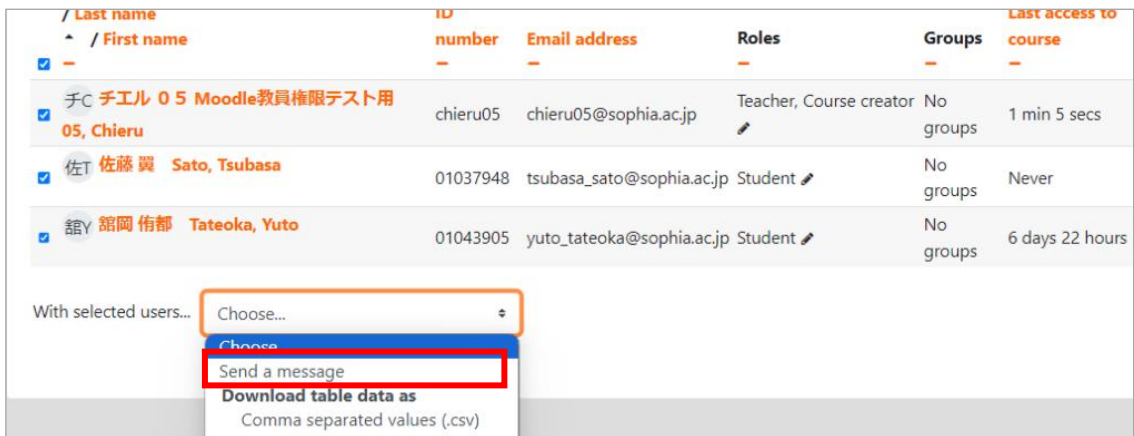 / Last name
/ First name
ID number
Email address
Roles
Groups
Last access to course
チC チエル ０５ Moodle教員権限テスト用 05, Chieru
chieru05
chieru05@sophia.ac.jp
Teacher, Course creator
No groups
1 min 5 secs
佐T 佐藤 翼　Sato, Tsubasa
01037948
tsubasa_sato@sophia.ac.jp
Student
No groups
Never
舘Y 舘岡 侑都　Tateoka, Yuto
01043905
yuto_tateoka@sophia.ac.jp
Student
No groups
6 days 22 hours
With selected users...
Choose...
Choose...
Send a message
Download table data as
Comma separated values (.csv)